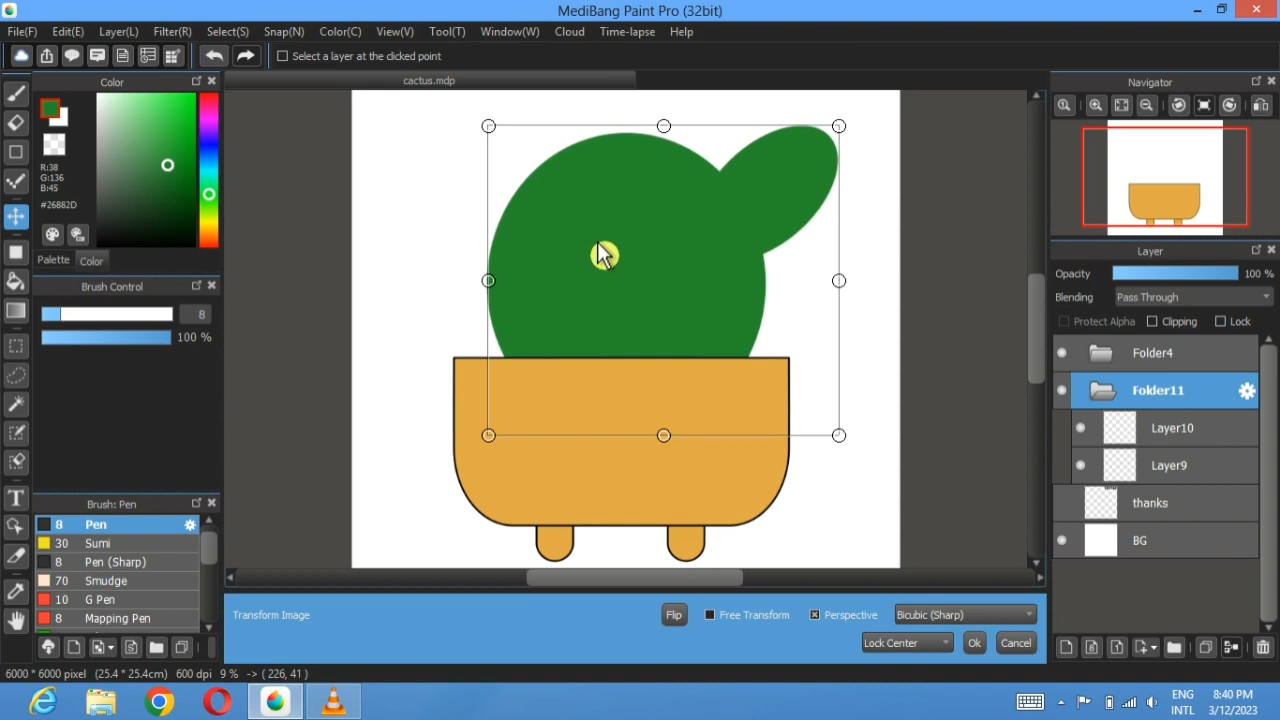 MediBang Paint Pro (32bit)
File(F) Edit(E) Layer(L) Filter(R) Select(S) Snap(N) Color(C) View(V) Tool(T) Window(W) Cloud Time-lapse Help
Select a layer at the clicked point
Color
cactus.mdp
Navigator
R:38
G:136
B:45
#26882D
Palette Color
Brush Control
8
100 %
Layer
Opacity 100 %
Blending Pass Through
Protect Alpha Clipping Lock
Folder4
Folder11
Layer10
Layer9
thanks
BG
Brush: Pen
8 Pen
30 Sumi
8 Pen (Sharp)
70 Smudge
10 G Pen
8 Mapping Pen
Transform Image Flip Free Transform Perspective Bicubic (Sharp)
Lock Center Ok Cancel
6000 * 6000 pixel (25.4 * 25.4cm) 600 dpi 9 % -> ( 226, 41 )
ENG 8:40 PM
INTL 3/12/2023